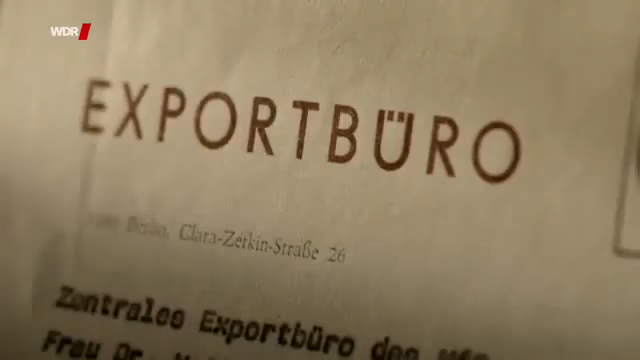 WDR
EXPORTBÜRO
Berlin, Clara-Zetkin-Straße 26
Zentrales Exportbüro des
Frau Dr.